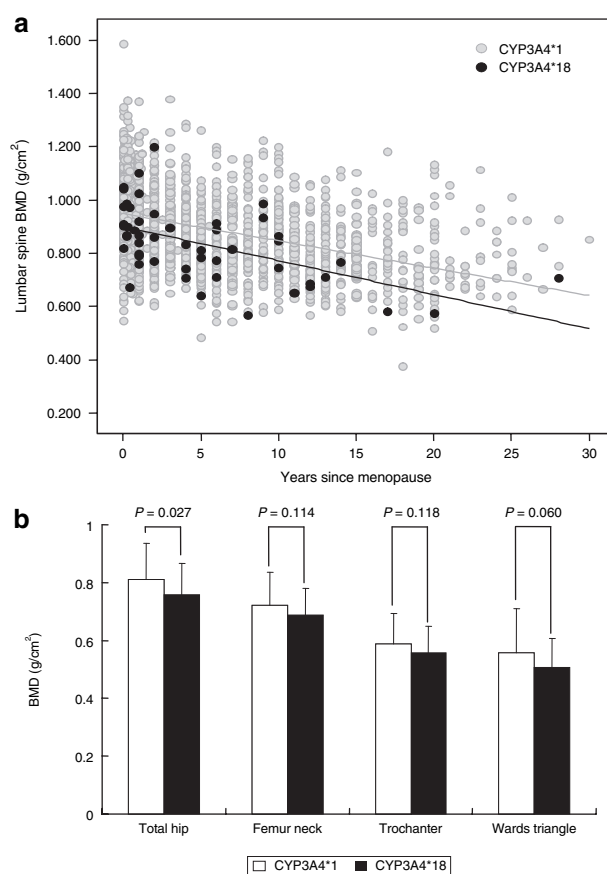 a
1.600
1.400
1.200
1.000
0.800
0.600
0.400
0.200
Lumbar spine BMD (g/cm²)
CYP3A4*1
CYP3A4*18
0 5 10 15 20 25 30
Years since menopause
b
P = 0.027 P = 0.114 P = 0.118 P = 0.060
1
0.8
0.6
0.4
0.2
0
BMD (g/cm²)
Total hip Femur neck Trochanter Wards triangle
CYP3A4*1 CYP3A4*18